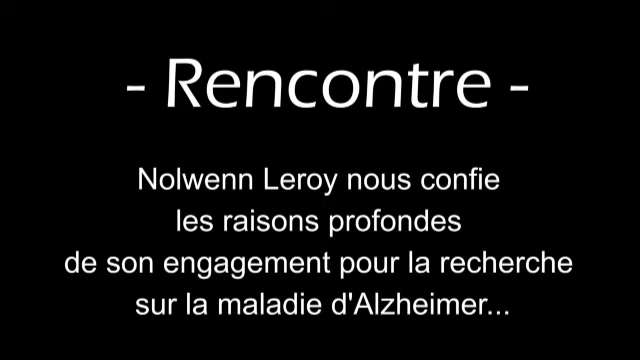 - Rencontre -
Nolwenn Leroy nous confie
les raisons profondes
de son engagement pour la recherche
sur la maladie d'Alzheimer...